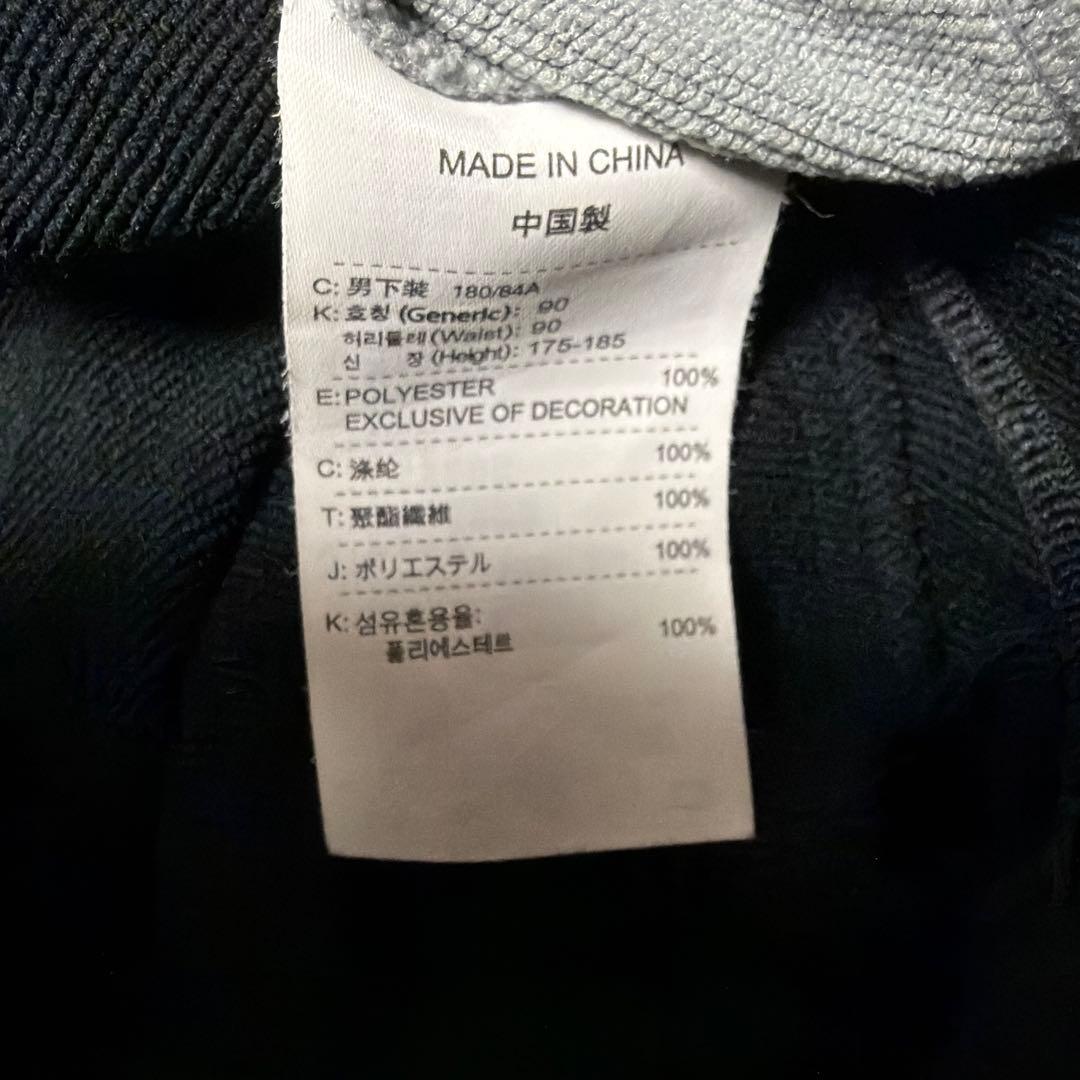 MADE IN CHINA
中国製
C: 男下装 180/84A
K: 호칭 (Generic): 90
허리둘레 (Waist): 90
신 장 (Height): 175-185
E: POLYESTER 100%
EXCLUSIVE OF DECORATION
C: 涤纶 100%
T: 聚酯纖維 100%
J: ポリエステル 100%
K: 섬유혼용율:
폴리에스테르 100%